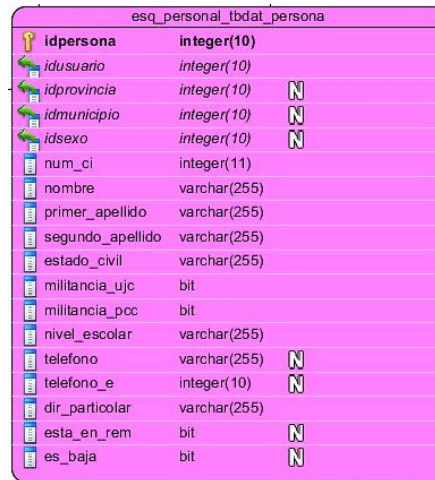 esq_personal_tbdat_persona
idpersona integer(10)
idusuario integer(10)
idprovincia integer(10) N
idmunicipio integer(10) N
idsexo integer(10) N
num_ci integer(11)
nombre varchar(255)
primer_apellido varchar(255)
segundo_apellido varchar(255)
estado_civil varchar(255)
militancia_ujc bit
militancia_pcc bit
nivel_escolar varchar(255)
telefono varchar(255) N
telefono_e integer(10) N
dir_particolar varchar(255)
esta_en_rem bit N
es_baja bit N